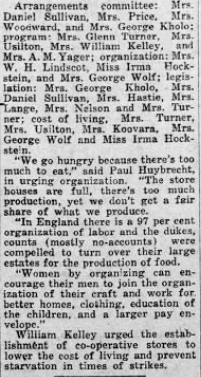 Arrangements committee: Mrs.
Daniel Sullivan, Mrs. Price, Mrs.
Woodward, and Mrs. George Kholo;
program: Mrs. Glenn Turner, Mrs.
Usilton, Mrs. William Kelley, and
Mrs. A. M. Yager; organization: Mrs.
W. H. Lindscot, Miss Irma Hock-
stein, and Mrs. George Wolf; legis-
lation: Mrs. George Kholo, Mrs.
Daniel Sullivan, Mrs. Hastie, Mrs.
Lange, Mrs. Nelson and Mrs. Tur-
ner; cost of living, Mrs. Turner,
Mrs. Usilton, Mrs. Koovara, Mrs.
George Wolf and Miss Irma Hock-
stein.
"We go hungry because there's too
much to eat," said Paul Huybrecht,
in urging organization. "The store
houses are full, there's too much
production, yet we don't get a fair
share of what we produce.
"In England there is a 97 per cent
organization of labor and the dukes,
counts (mostly no-accounts) were
compelled to turn over their large
estates for the production of food.
"Women by organizing can en-
courage their men to join the organ-
ization of their craft and work for
better homes, clothing, education of
the children, and a larger pay en-
velope."
William Kelley urged the estab-
lishment of co-operative stores to
lower the cost of living and prevent
starvation in times of strikes.